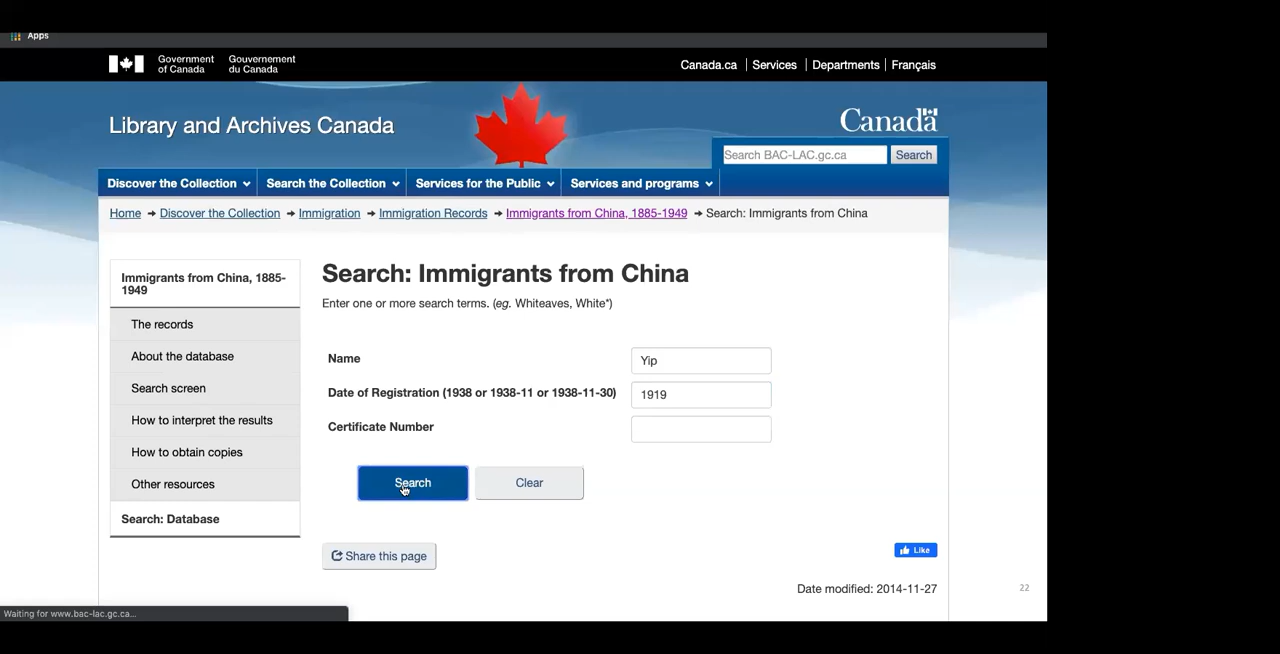 Apps
Government of Canada
Gouvernement du Canada
Canada.ca | Services | Departments | Français
Library and Archives Canada
Canada
Search BAC-LAC.gc.ca Search
Discover the Collection Search the Collection Services for the Public Services and programs
Home → Discover the Collection → Immigration → Immigration Records → Immigrants from China, 1885-1949 → Search: Immigrants from China
Immigrants from China, 1885-
1949
The records
About the database
Search screen
How to interpret the results
How to obtain copies
Other resources
Search: Database
Search: Immigrants from China
Enter one or more search terms. (eg. Whiteaves, White*)
Name Yip
Date of Registration (1938 or 1938-11 or 1938-11-30) 1919
Certificate Number
Search Clear
Share this page
Like
Date modified: 2014-11-27
22
Waiting for www.bac-lac.gc.ca...